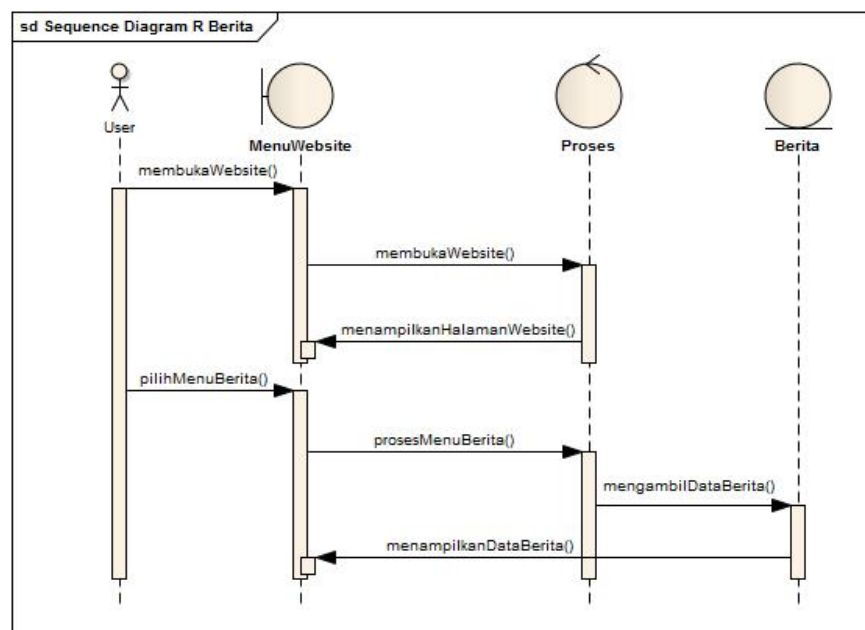 sd Sequence Diagram R Berita
User
MenuWebsite
Proses
Berita
membukaWebsite()
membukaWebsite()
menampilkanHalamanWebsite()
pilihMenuBerita()
prosesMenuBerita()
mengambilDataBerita()
menampilkanDataBerita()